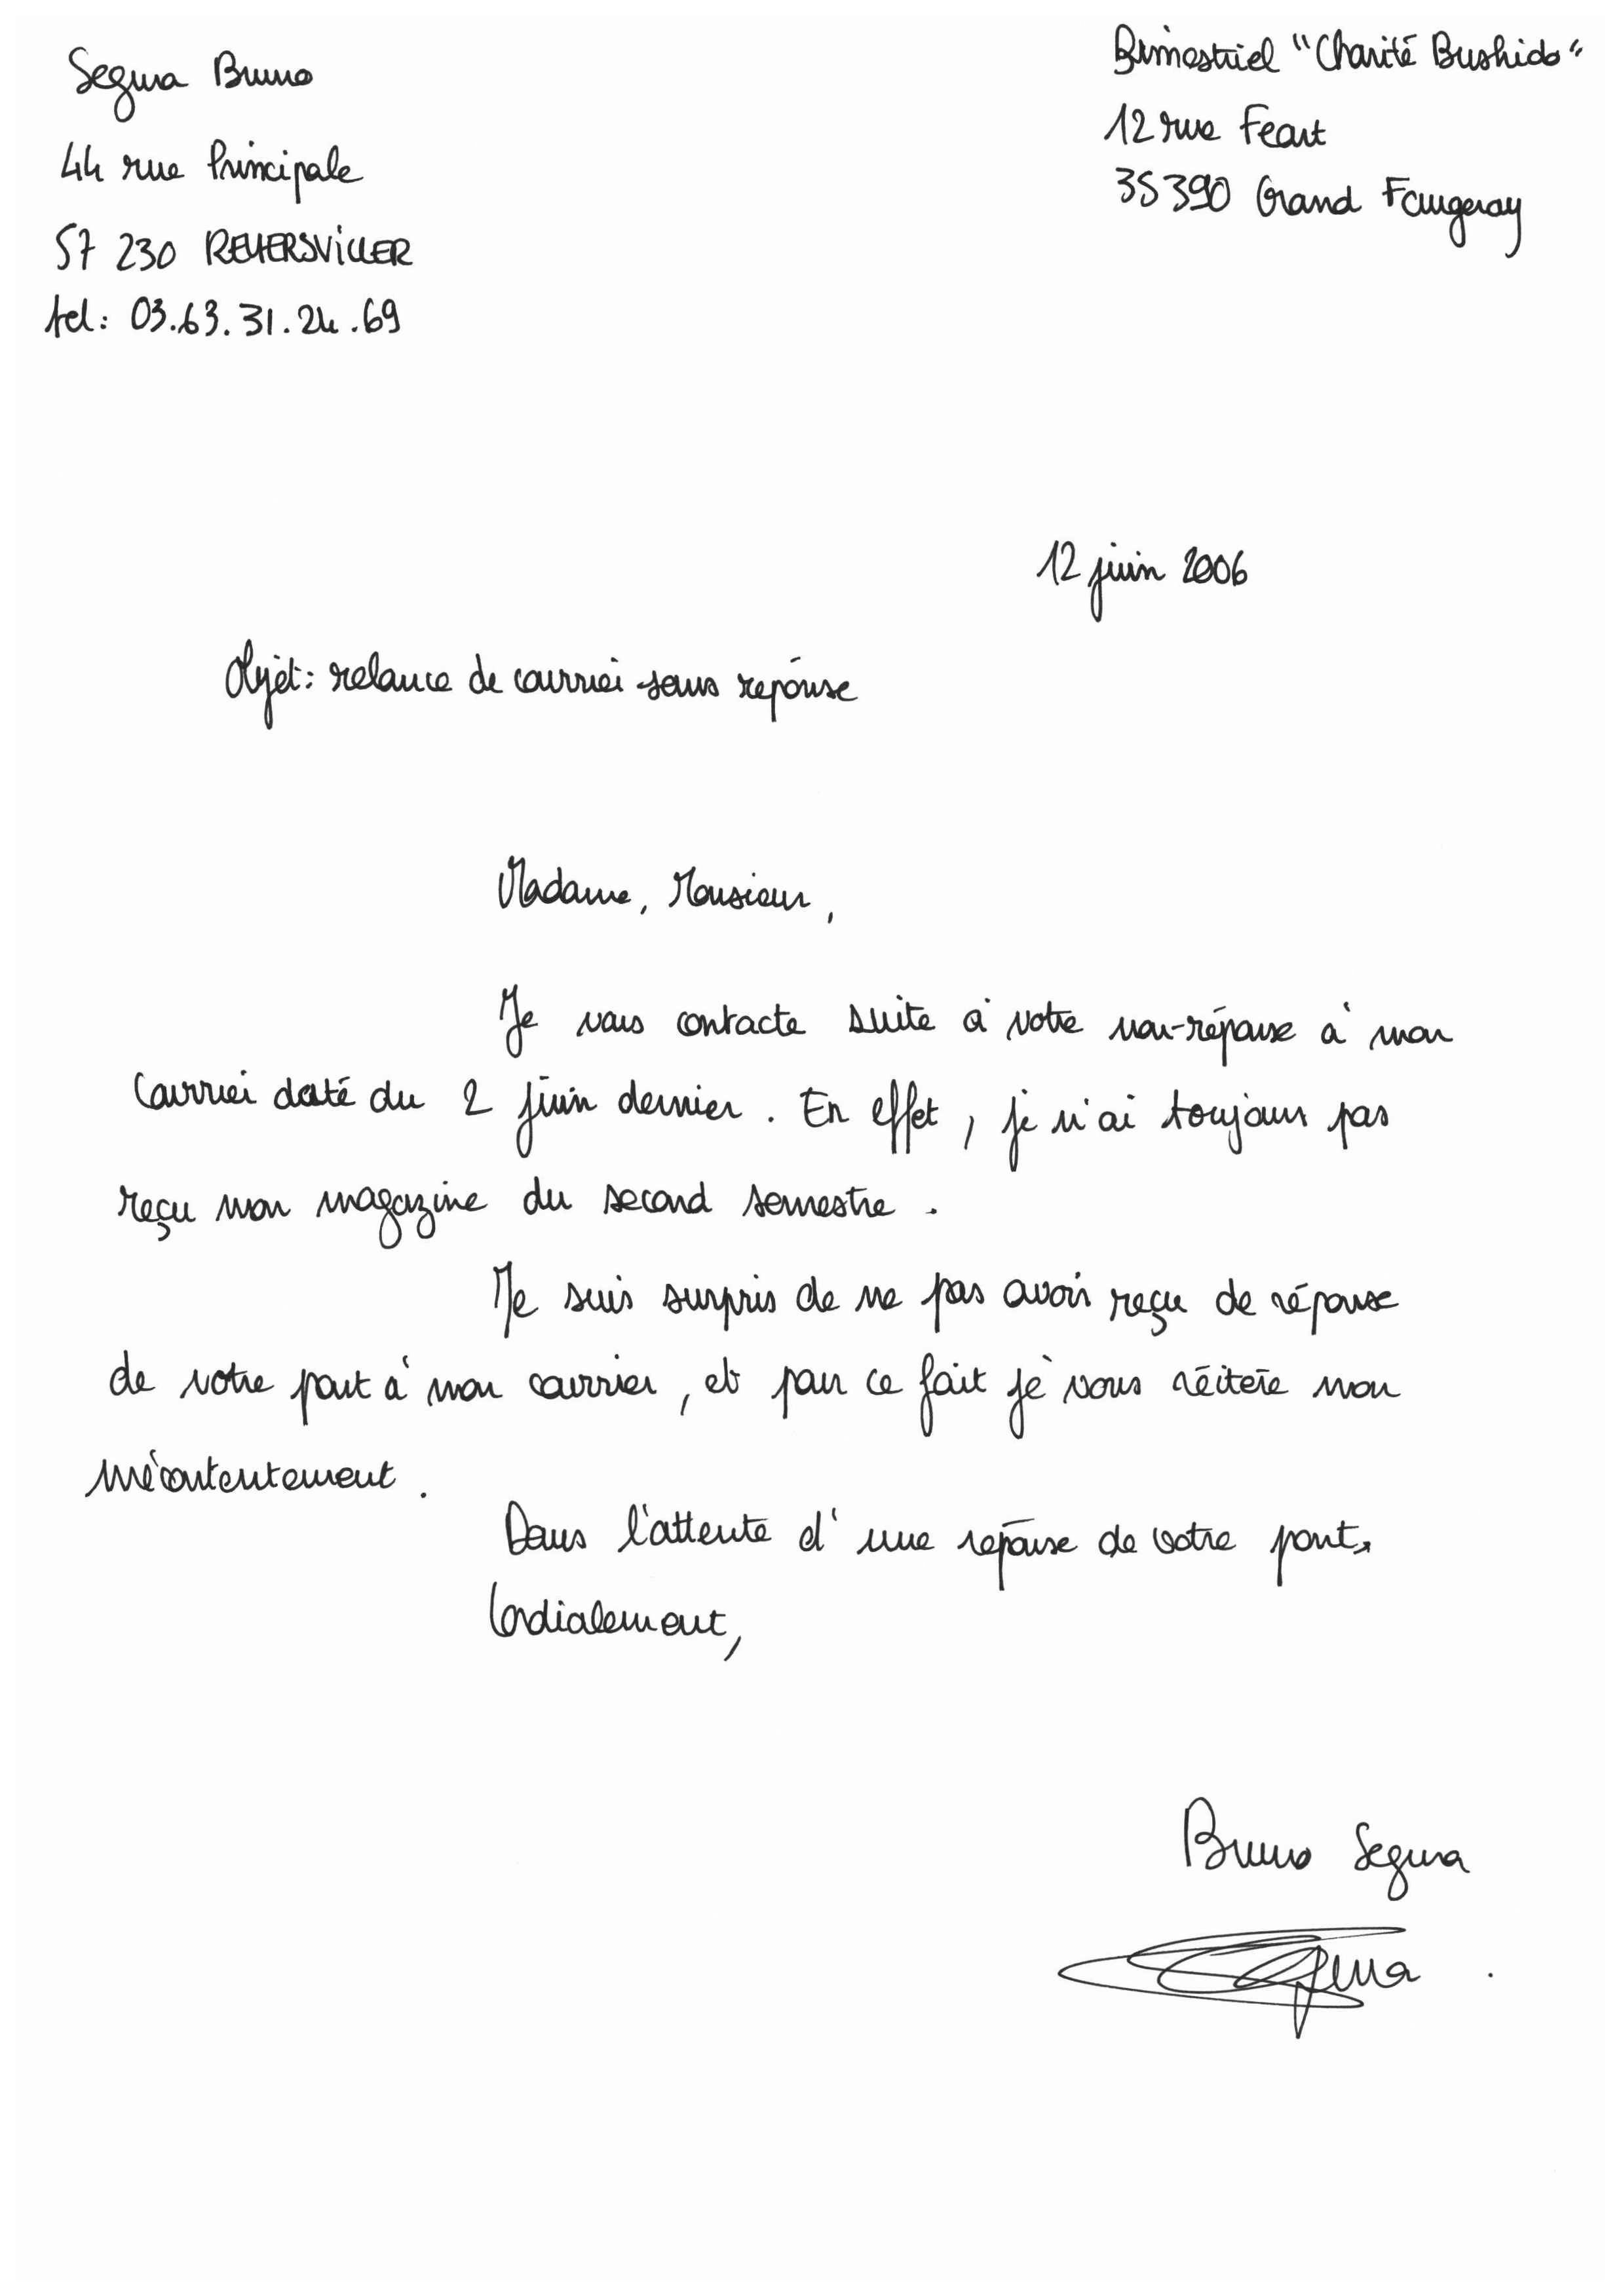 Segura Bruno
44 rue Principale
57 230 REYERSVILLER
tel: 03.63.31.24.69
Bimestriel "Charité Bushido"
12 rue Feart
35390 Grand Fougeray
12 juin 2006
Objèt: relance de courrier sans réponse
Madame, Monsieur,
Je vous contacte suite à votre non-réponse à mon
Courrier daté du 2 juin dernier. En effet, je n'ai toujours pas
reçu mon magazine du second semestre.
Je suis surpris de ne pas avoir reçu de réponse
de votre part à mon courrier, et par ce fait je vous réitère mon
mécontentement.
Dans l'attente d'une réponse de votre part,
Cordialement,
Bruno Segura